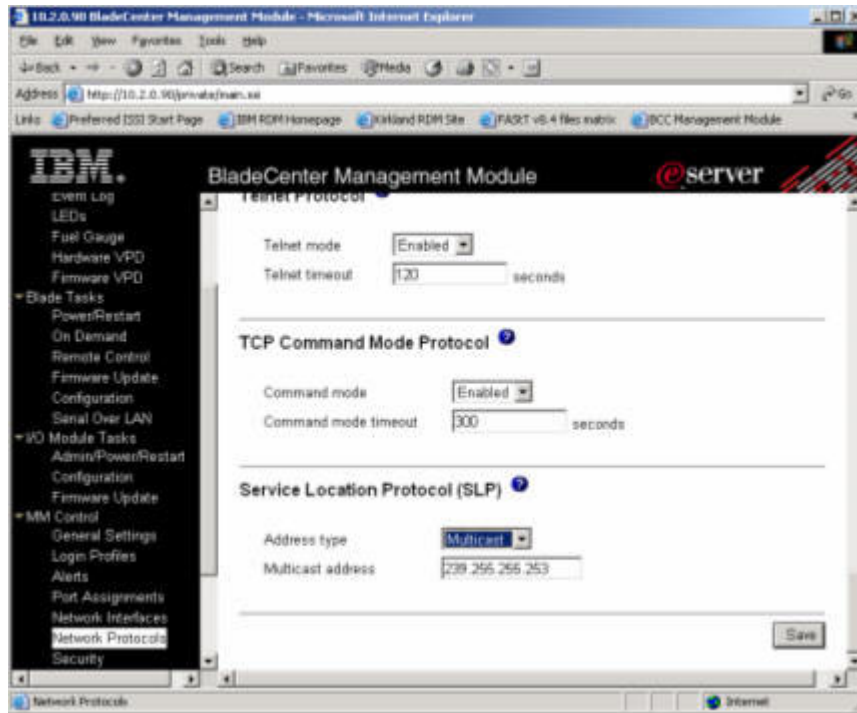 10.2.0.90 BladeCenter Management Module - Microsoft Internet Explorer
File Edit View Favorites Tools Help
Back Search Favorites Media
Address http://10.2.0.90/private/main.ssi Go
Links Preferred ISSI Start Page IBM RDM Homepage Kirkland RDM Site FAStT v8.4 files matrix BCC Management Module
IBM. BladeCenter Management Module @server
Event Log
LEDs
Fuel Gauge
Hardware VPD
Firmware VPD
Blade Tasks
Power/Restart
On Demand
Remote Control
Firmware Update
Configuration
Serial Over LAN
I/O Module Tasks
Admin/Power/Restart
Configuration
Firmware Update
MM Control
General Settings
Login Profiles
Alerts
Port Assignments
Network Interfaces
Network Protocols
Security
Telnet Protocol
Telnet mode Enabled
Telnet timeout 120 seconds
TCP Command Mode Protocol
Command mode Enabled
Command mode timeout 300 seconds
Service Location Protocol (SLP)
Address type Multicast
Multicast address 239.255.255.253
Save
Network Protocols Internet